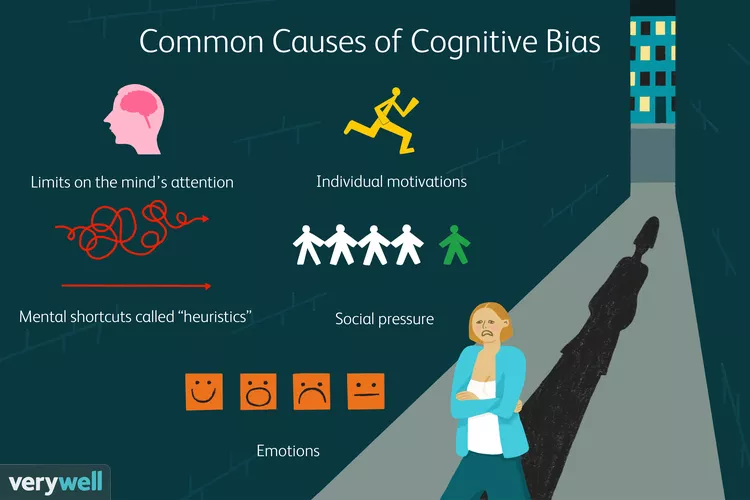 Common Causes of Cognitive Bias
Limits on the mind's attention
Individual motivations
Mental shortcuts called “heuristics”
Social pressure
Emotions
verywell